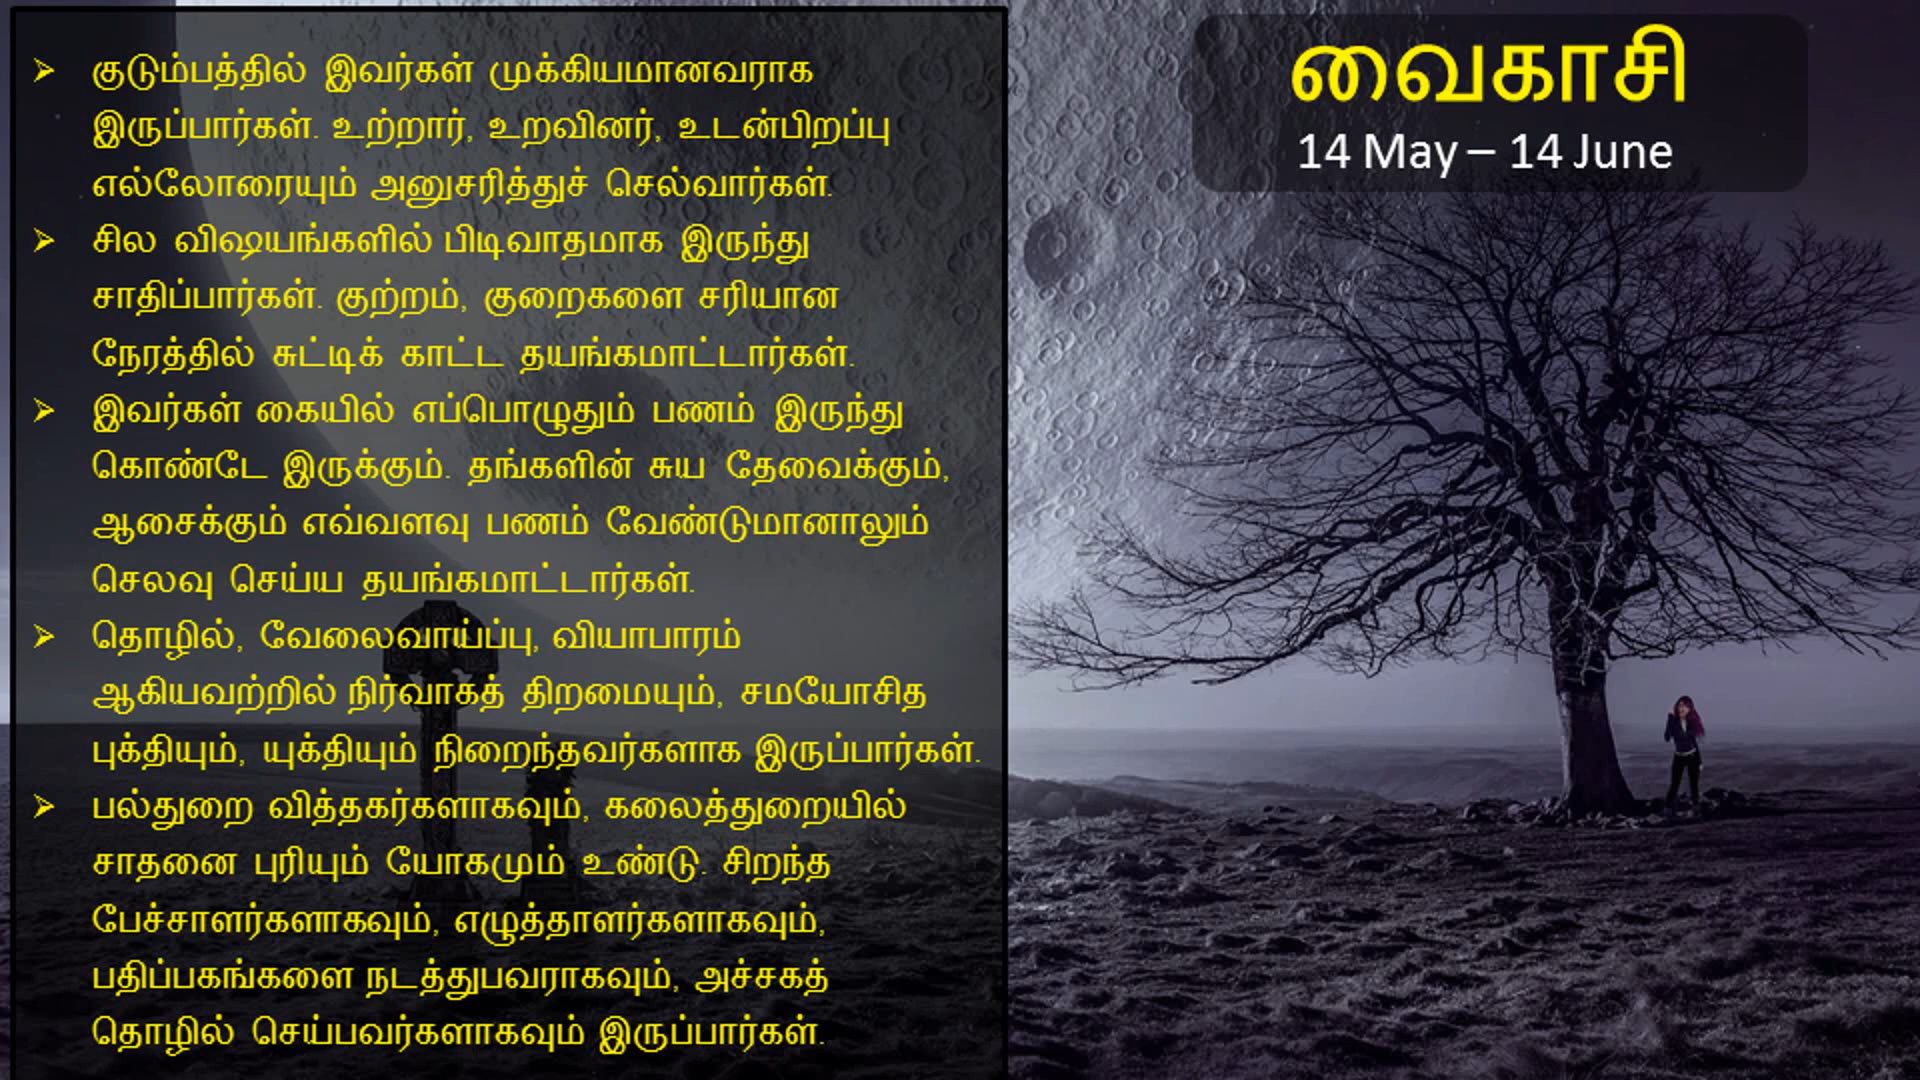 வைகாசி
14 May – 14 June
➢ குடும்பத்தில் இவர்கள் முக்கியமானவராக
இருப்பார்கள். உற்றார், உறவினர், உடன்பிறப்பு
எல்லோரையும் அனுசரித்துச் செல்வார்கள்.
➢ சில விஷயங்களில் பிடிவாதமாக இருந்து
சாதிப்பார்கள். குற்றம், குறைகளை சரியான
நேரத்தில் சுட்டிக் காட்ட தயங்கமாட்டார்கள்.
➢ இவர்கள் கையில் எப்பொழுதும் பணம் இருந்து
கொண்டே இருக்கும். தங்களின் சுய தேவைக்கும்,
ஆசைக்கும் எவ்வளவு பணம் வேண்டுமானாலும்
செலவு செய்ய தயங்கமாட்டார்கள்.
➢ தொழில், வேலைவாய்ப்பு, வியாபாரம்
ஆகியவற்றில் நிர்வாகத் திறமையும், சமயோசித
புக்தியும், யுக்தியும் நிறைந்தவர்களாக இருப்பார்கள்.
➢ பல்துறை வித்தகர்களாகவும், கலைத்துறையில்
சாதனை புரியும் யோகமும் உண்டு. சிறந்த
பேச்சாளர்களாகவும், எழுத்தாளர்களாகவும்,
பதிப்பகங்களை நடத்துபவராகவும், அச்சகத்
தொழில் செய்பவர்களாகவும் இருப்பார்கள்.